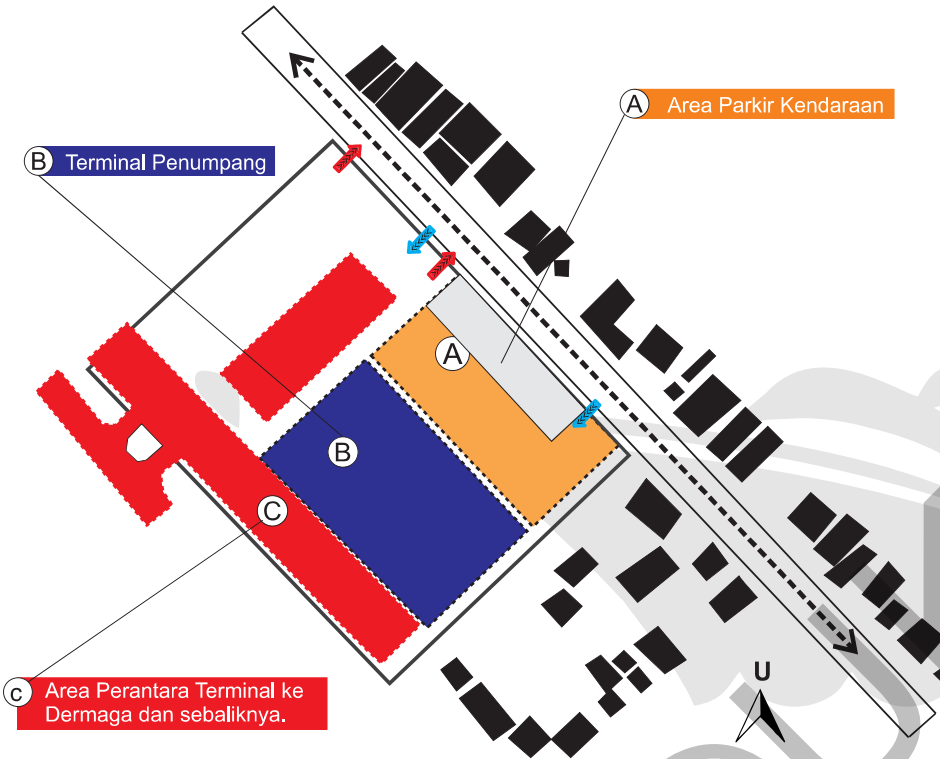 A Area Parkir Kendaraan
B Terminal Penumpang
A
B
C
c Area Perantara Terminal ke
Dermaga dan sebaliknya.
U